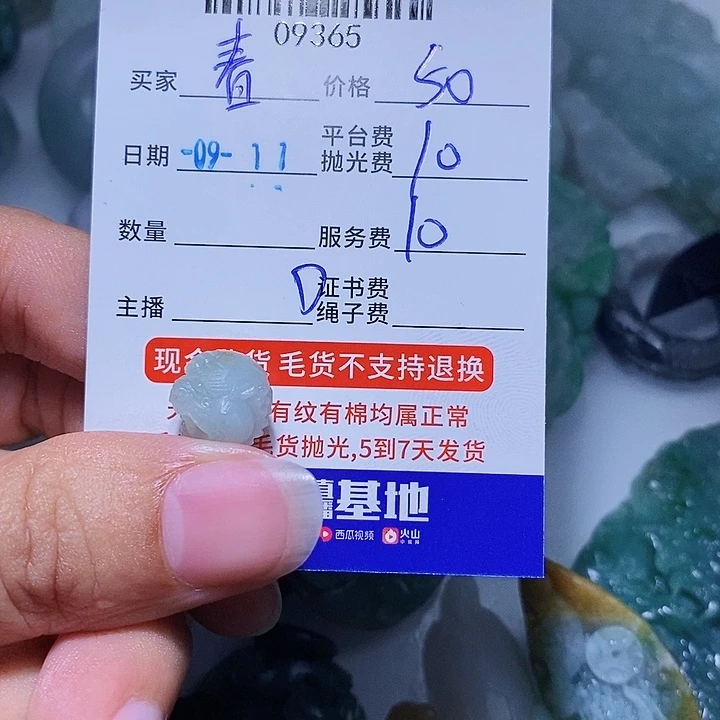 09365
买家 春 价格 50
日期 -09- 11 平台费
抛光费 10
数量 服务费 10
主播 D 证书费
绳子费
现 货 毛货不支持退换
有纹有棉均属正常
毛货抛光,5到7天发货
基地
西瓜视频 火山